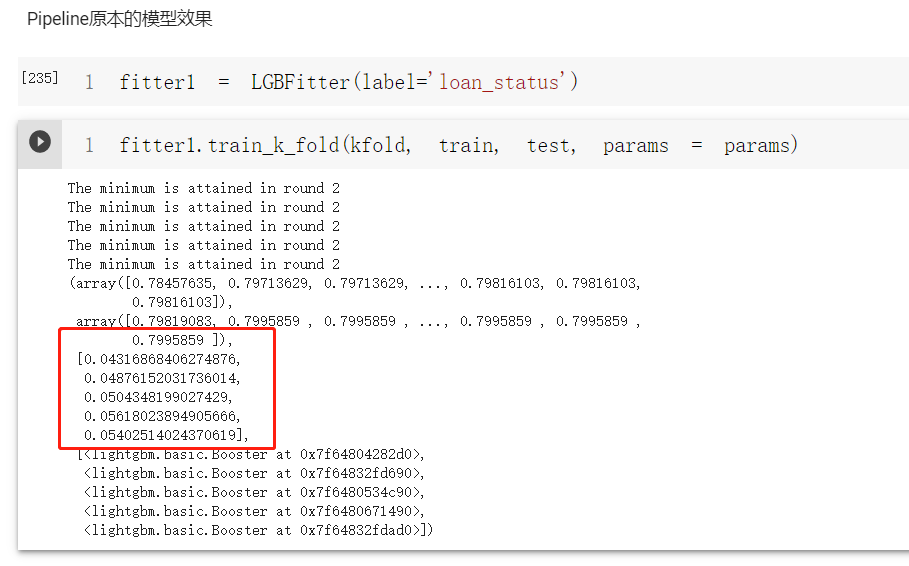 Pipeline原本的模型效果
[235] 1 fitter1 = LGBFitter(label='loan_status')
1 fitter1.train_k_fold(kfold, train, test, params = params)
The minimum is attained in round 2
The minimum is attained in round 2
The minimum is attained in round 2
The minimum is attained in round 2
The minimum is attained in round 2
(array([0.78457635, 0.79713629, 0.79713629, ..., 0.79816103, 0.79816103,
0.79816103]),
array([0.79819083, 0.7995859 , 0.7995859 , ..., 0.7995859 , 0.7995859 ,
0.7995859 ]),
[0.04316868406274876,
0.04876152031736014,
0.0504348199027429,
0.05618023894905666,
0.05402514024370619],
[<lightgbm.basic.Booster at 0x7f64804282d0>,
<lightgbm.basic.Booster at 0x7f64832fd690>,
<lightgbm.basic.Booster at 0x7f6480534c90>,
<lightgbm.basic.Booster at 0x7f6480671490>,
<lightgbm.basic.Booster at 0x7f64832fdad0>])